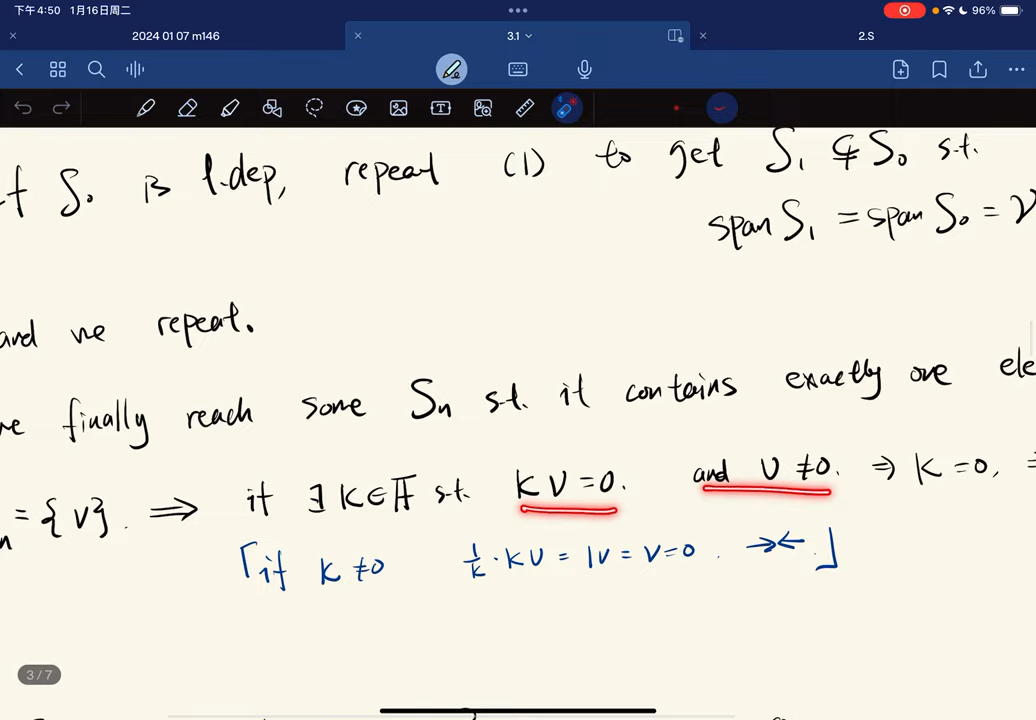 下午4:50 1月16日周二
96%
2024 01 07 m146
3.1
2.S
if S₀ is l.dep, repeat (1) to get S₁ ⊊ S₀ s.t.
span S₁ = span S₀ = V
and we repeat.
we finally reach some Sₙ s.t. it contains exactly one ele
n = {v}. ⟹ if ∃ k ∈ 𝔽 s.t. kv = 0. and v ≠ 0. ⇒ k = 0, ⇒
⌈if k ≠ 0 1/k · kv = 1v = v = 0. →← .⌋
3 / 7